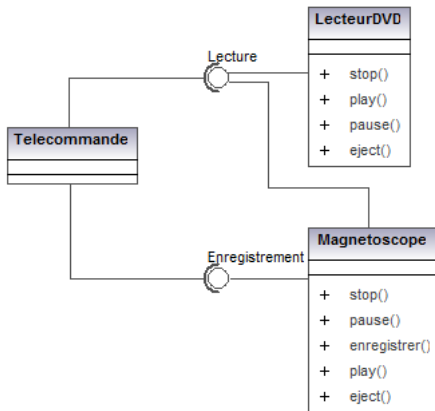 LecteurDVD
Lecture
+ stop()
+ play()
+ pause()
+ eject()
Telecommande
Magnetoscope
Enregistrement
+ stop()
+ pause()
+ enregistrer()
+ play()
+ eject()